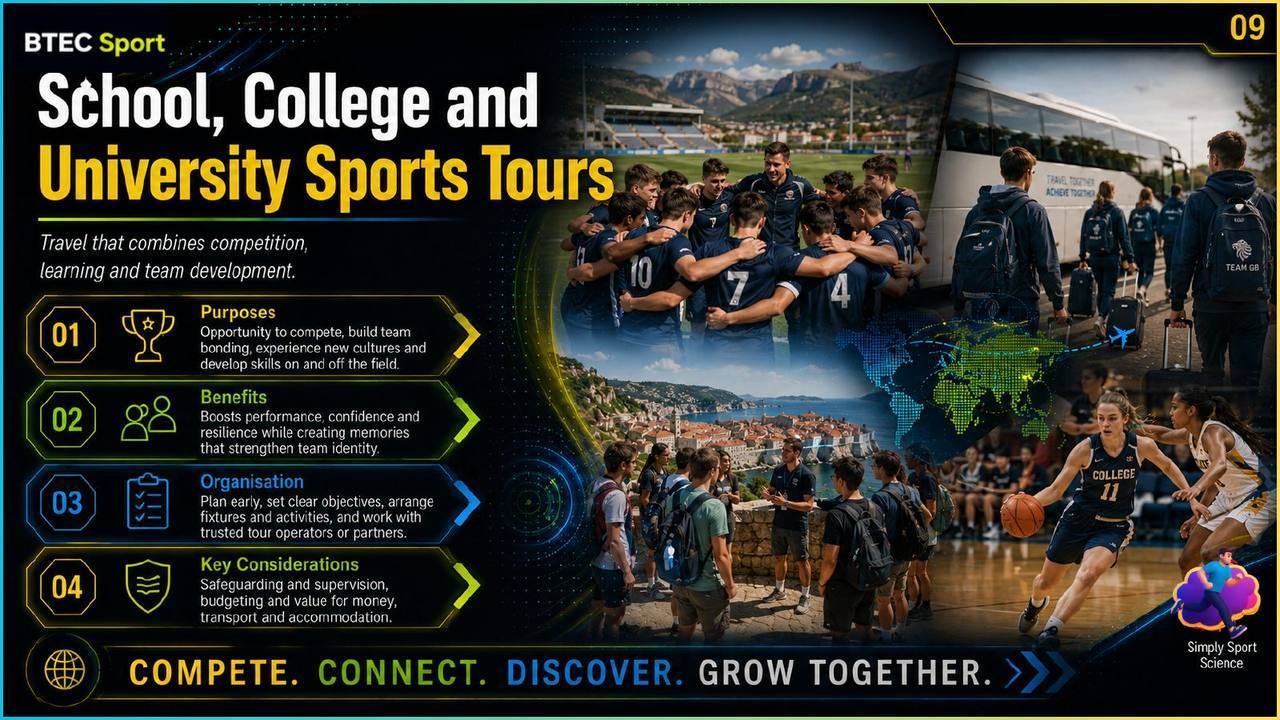 BTEC Sport
09
School, College and
University Sports Tours
Travel that combines competition,
learning and team development.
01
Purposes
Opportunity to compete, build team
bonding, experience new cultures and
develop skills on and off the field.
02
Benefits
Boosts performance, confidence and
resilience while creating memories
that strengthen team identity.
03
Organisation
Plan early, set clear objectives, arrange
fixtures and activities, and work with
trusted tour operators or partners.
04
Key Considerations
Safeguarding and supervision,
budgeting and value for money,
transport and accommodation.
10
7
7
4
TRAVEL TOGETHER
ACHIEVE TOGETHER
TEAM GB
COLLEGE
11
Simply Sport
Science
COMPETE. CONNECT. DISCOVER. GROW TOGETHER.